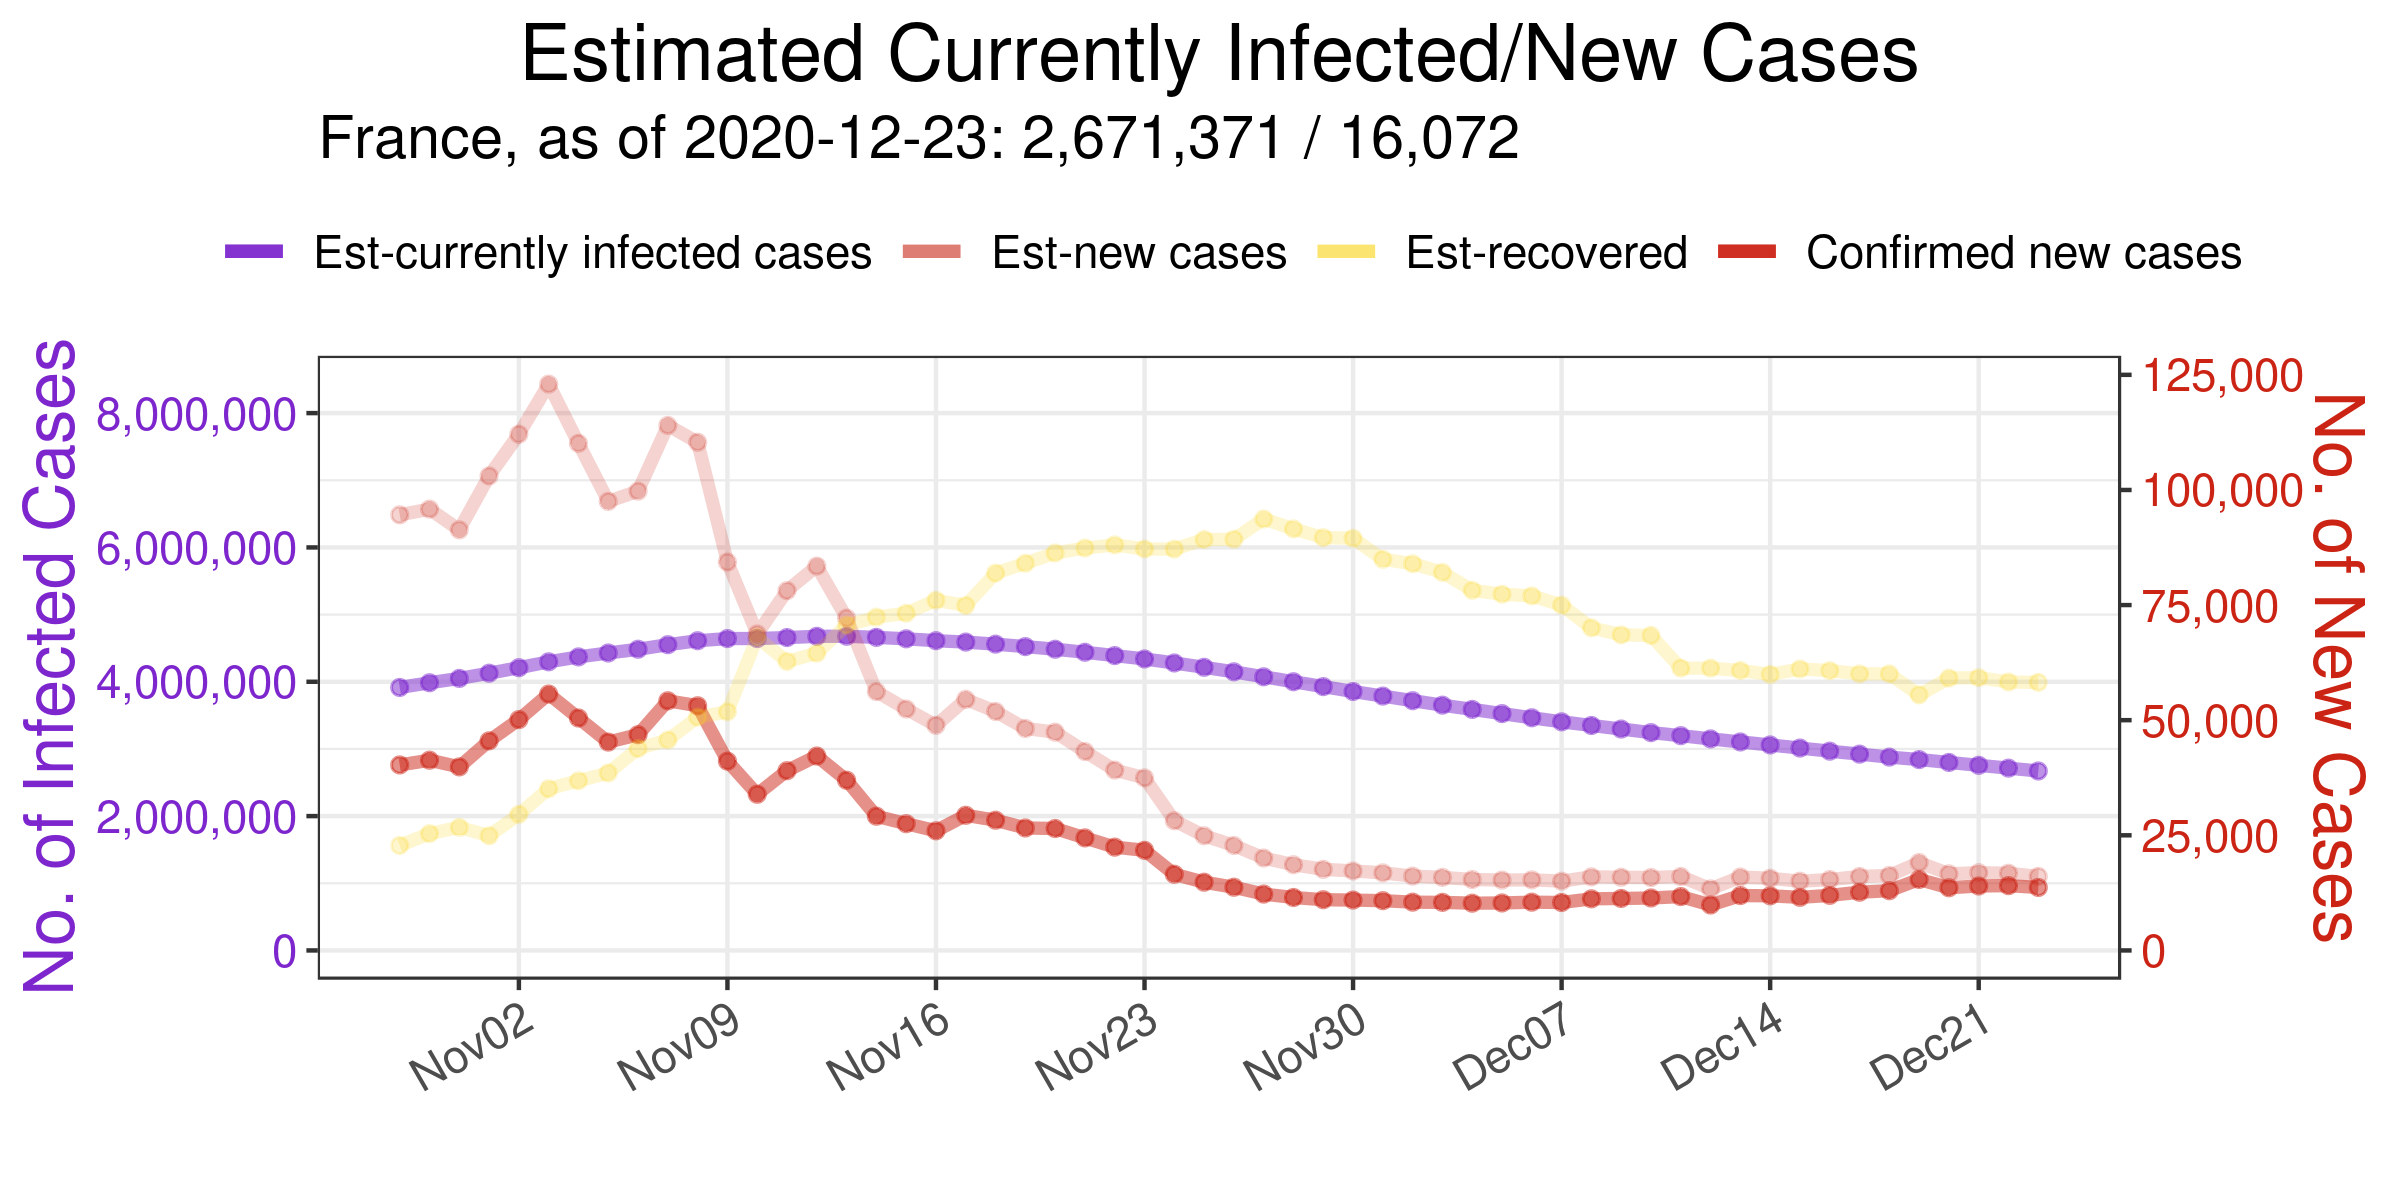 Estimated Currently Infected/New Cases
France, as of 2020-12-23: 2,671,371 / 16,072
Est-currently infected cases Est-new cases Est-recovered Confirmed new cases
No. of Infected Cases
8,000,000
6,000,000
4,000,000
2,000,000
0
125,000
100,000
75,000
50,000
25,000
0
No. of New Cases
Nov02 Nov09 Nov16 Nov23 Nov30 Dec07 Dec14 Dec21